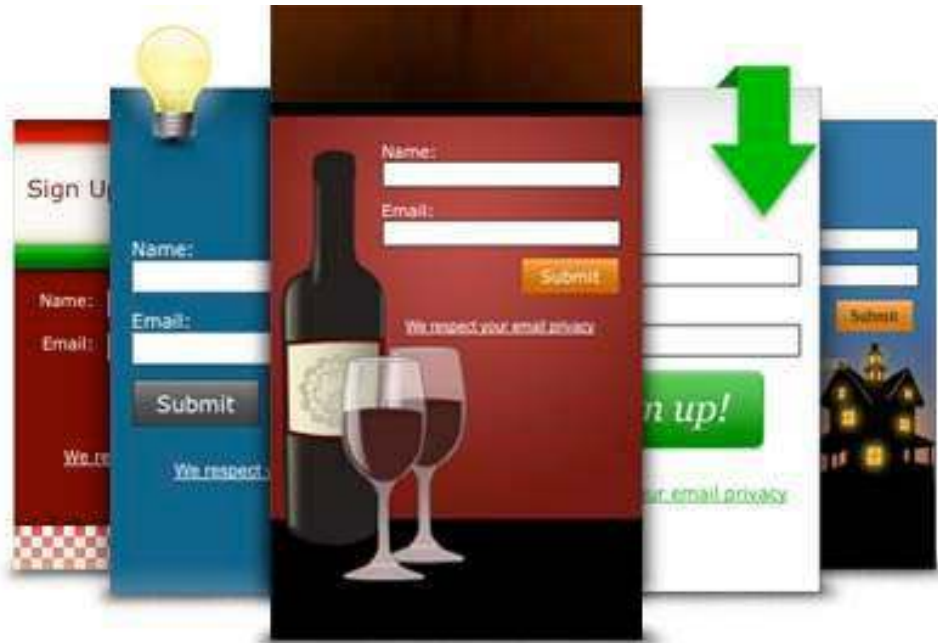 Sign U
Name:
Email:
We re
Name:
Email:
Submit
We respect
Name:
Email:
Submit
We respect your email privacy
n up!
ur email privacy
Submit